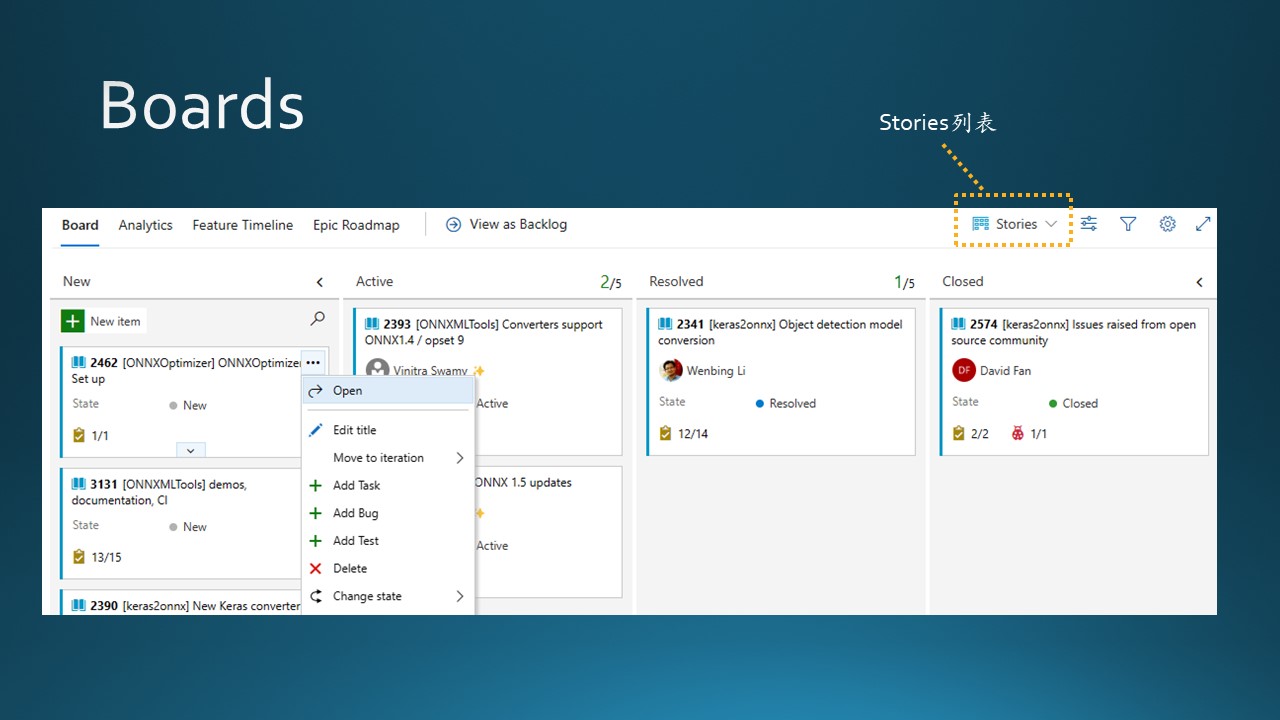 Boards
Stories列表
Board Analytics Feature Timeline Epic Roadmap View as Backlog Stories
New Active 2/5 Resolved 1/5 Closed
New item
2462 [ONNXOptimizer] ONNXOptimize
Set up
State New
1/1
3131 [ONNXMLTools] demos,
documentation, CI
State New
13/15
2390 [keras2onnx] New Keras converter
Open
Edit title
Move to iteration
Add Task
Add Bug
Add Test
Delete
Change state
2393 [ONNXMLTools] Converters support
ONNX1.4 / opset 9
Vinitra Swamy
Active
ONNX 1.5 updates
Active
2341 [keras2onnx] Object detection model
conversion
Wenbing Li
State Resolved
12/14
2574 [keras2onnx] Issues raised from open
source community
DF David Fan
State Closed
2/2 1/1